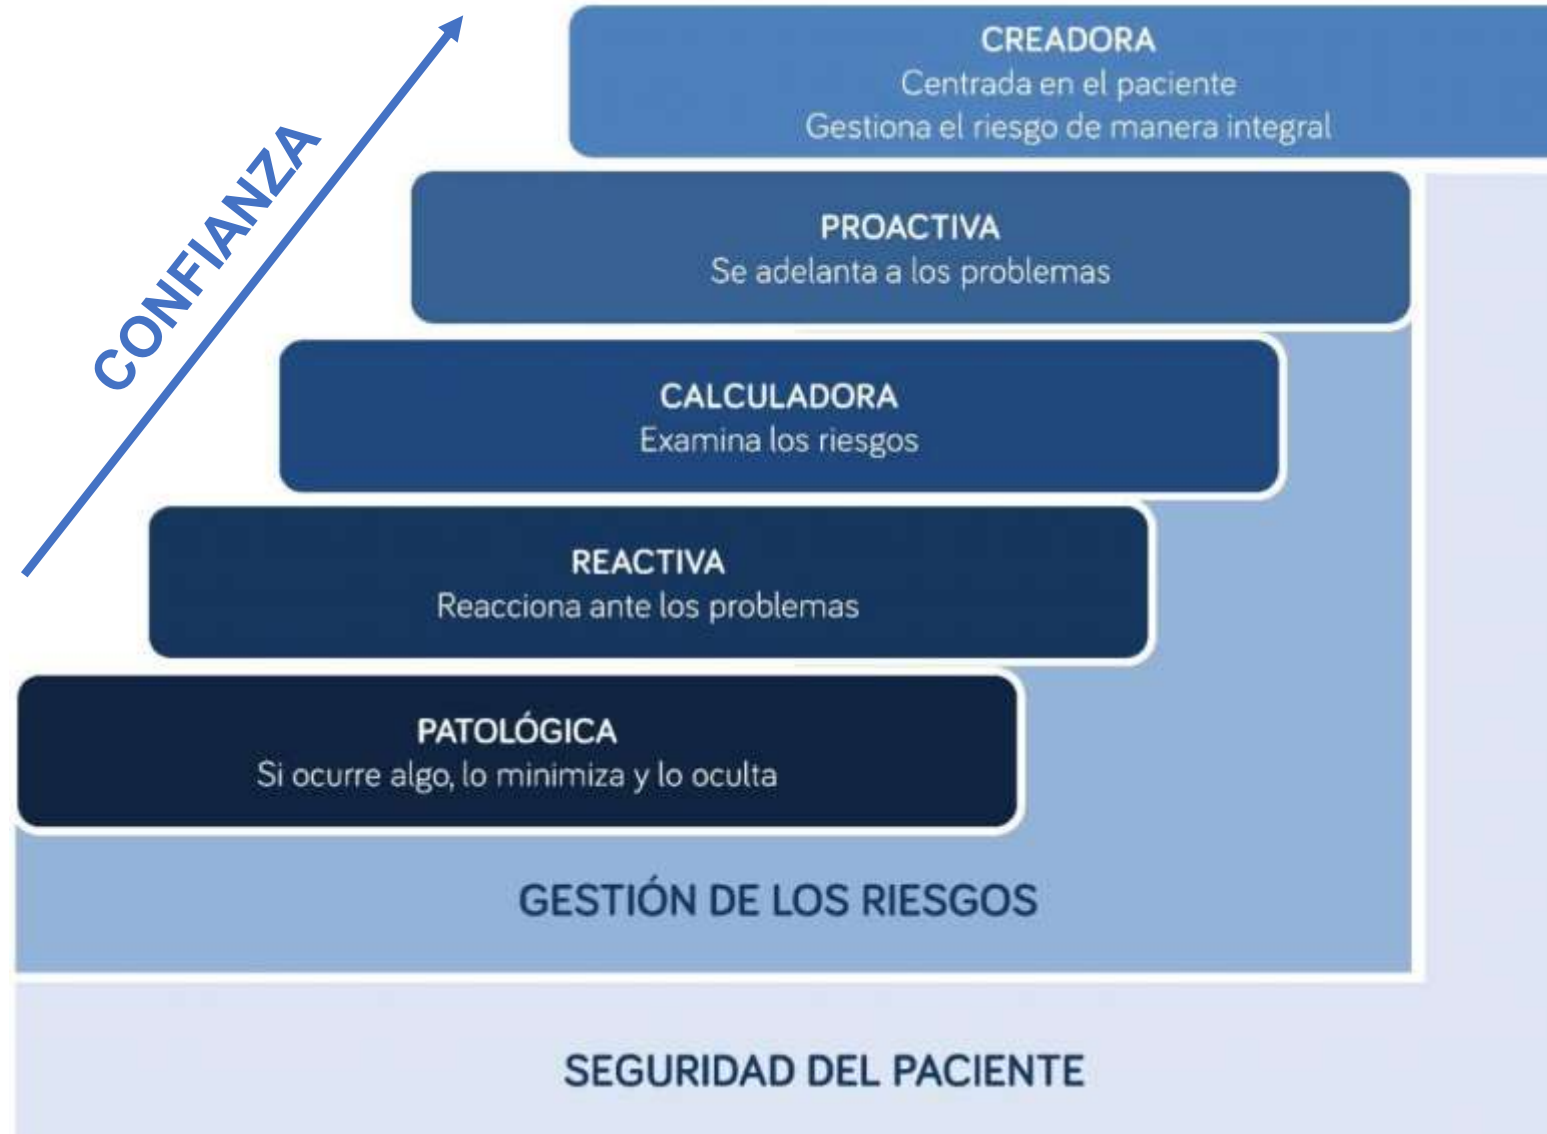 CONFIANZA
CREADORA
Centrada en el paciente
Gestiona el riesgo de manera integral
PROACTIVA
Se adelanta a los problemas
CALCULADORA
Examina los riesgos
REACTIVA
Reacciona ante los problemas
PATOLÓGICA
Si ocurre algo, lo minimiza y lo oculta
GESTIÓN DE LOS RIESGOS
SEGURIDAD DEL PACIENTE